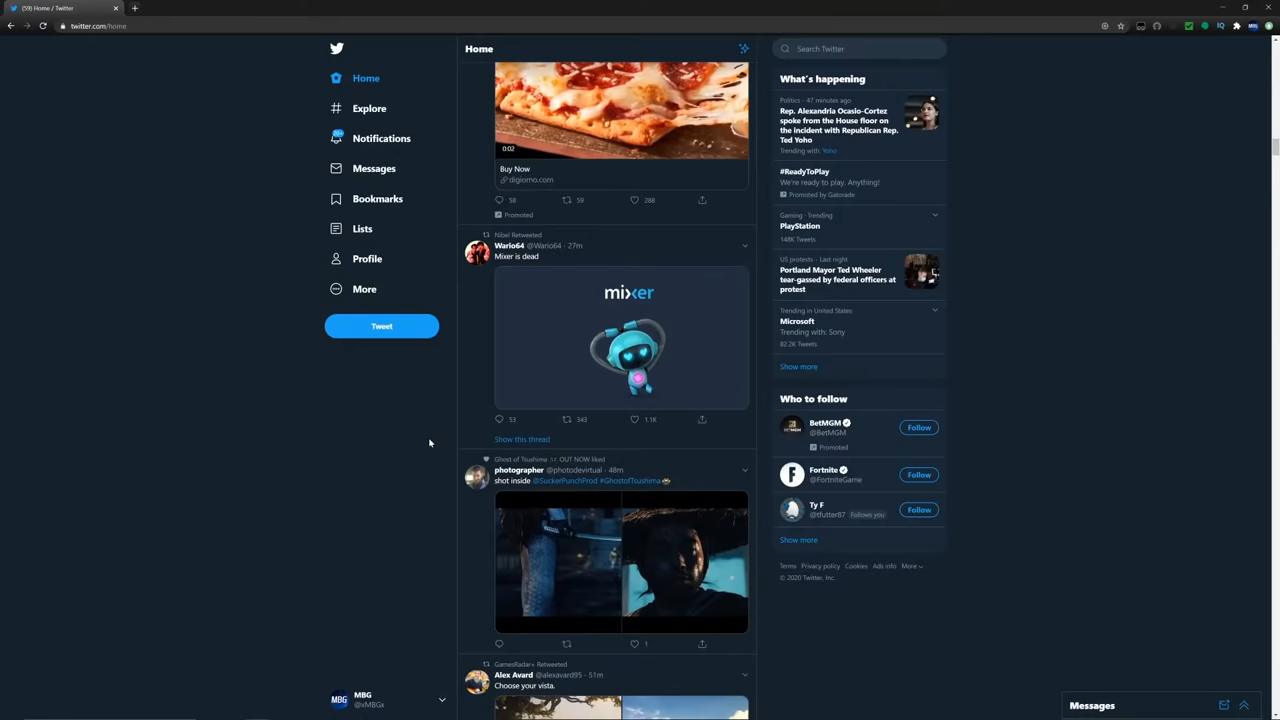 (59) Home / Twitter
twitter.com/home
MBG
Home
Explore
20+
Notifications
Messages
Bookmarks
Lists
Profile
More
Tweet
MBG
MBG
@xMBGx
Home
0:02
Buy Now
digiorno.com
58 59 288
Promoted
Nibel Retweeted
Wario64 @Wario64 · 27m
Mixer is dead
mixer
53 343 1.1K
Show this thread
Ghost of Tsushima OUT NOW liked
photographer @photodevirtual · 48m
shot inside @SuckerPunchProd #GhostofTsushima
1
GamesRadar+ Retweeted
Alex Avard @alexavard95 · 51m
Choose your vista.
Search Twitter
What's happening
Politics · 47 minutes ago
Rep. Alexandria Ocasio-Cortez
spoke from the House floor on
the incident with Republican Rep.
Ted Yoho
Trending with: Yoho
#ReadyToPlay
We're ready to play. Anything!
Promoted by Gatorade
Gaming · Trending
PlayStation
148K Tweets
US protests · Last night
Portland Mayor Ted Wheeler
tear-gassed by federal officers at
protest
Trending in United States
Microsoft
Trending with: Sony
82.2K Tweets
Show more
Who to follow
BetMGM
@BetMGM
Follow
Promoted
Fortnite
@FortniteGame
Follow
Ty F
@tfutter87 Follows you
Follow
Show more
Terms Privacy policy Cookies Ads info More
© 2020 Twitter, Inc.
Messages